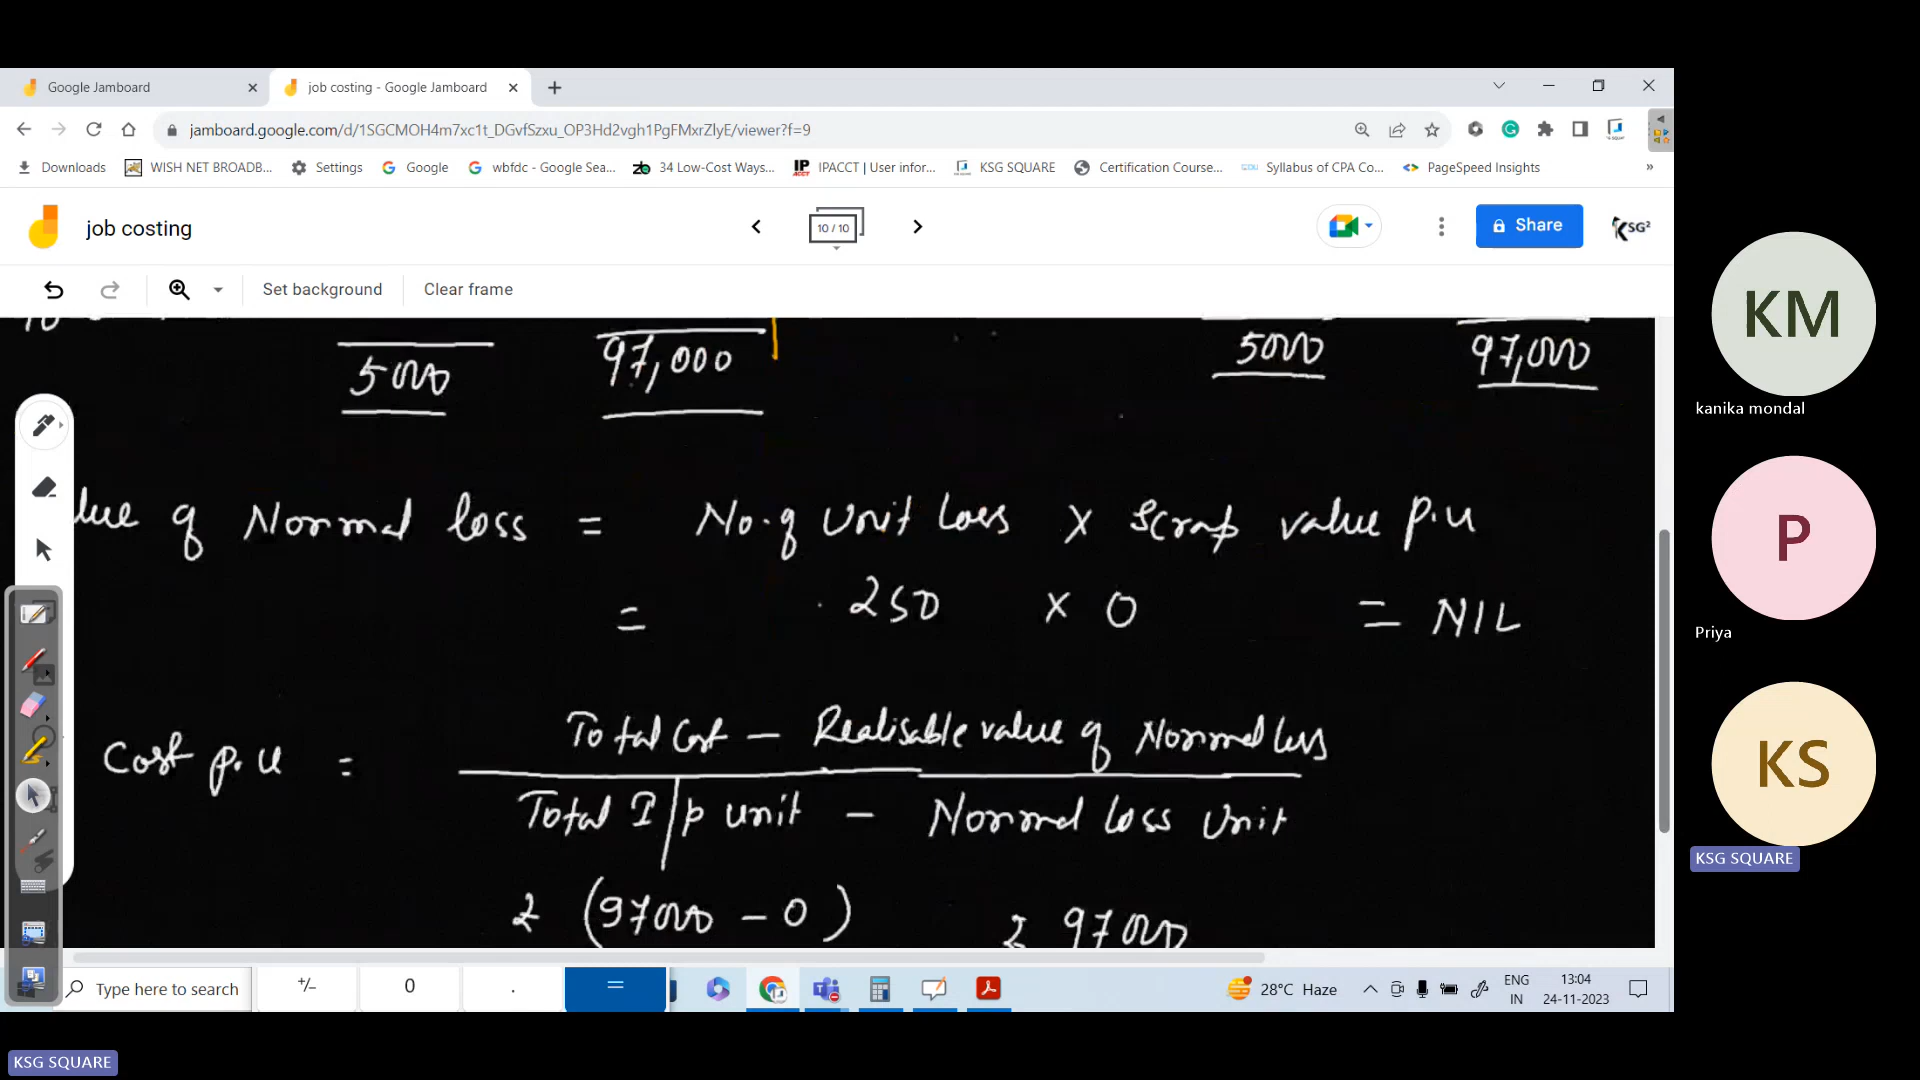 Google Jamboard
job costing - Google Jamboard
jamboard.google.com/d/1SGCMOH4m7xc1t_DGvfSzxu_OP3Hd2vgh1PgFMxrZlyE/viewer?f=9
Downloads WISH NET BROADB... Settings Google wbfdc - Google Sea... 34 Low-Cost Ways... IPACCT | User infor... KSG SQUARE Certification Course... Syllabus of CPA Co... PageSpeed Insights »
job costing
10 / 10
Share
KSG²
Set background
Clear frame
5000 97,000 5000 97,000
lue of Normal loss = No. of Unit Loss X Scrap value P.U
= 250 X 0 = NIL
Total Cost — Realisable value of Normal loss
Cost p.u =
Total I/p unit — Normal loss Unit
= (97000 - 0) = 97000
Type here to search
+/- 0 . =
28°C Haze
ENG
IN
13:04
24-11-2023
KM
kanika mondal
P
Priya
KS
KSG SQUARE
KSG SQUARE